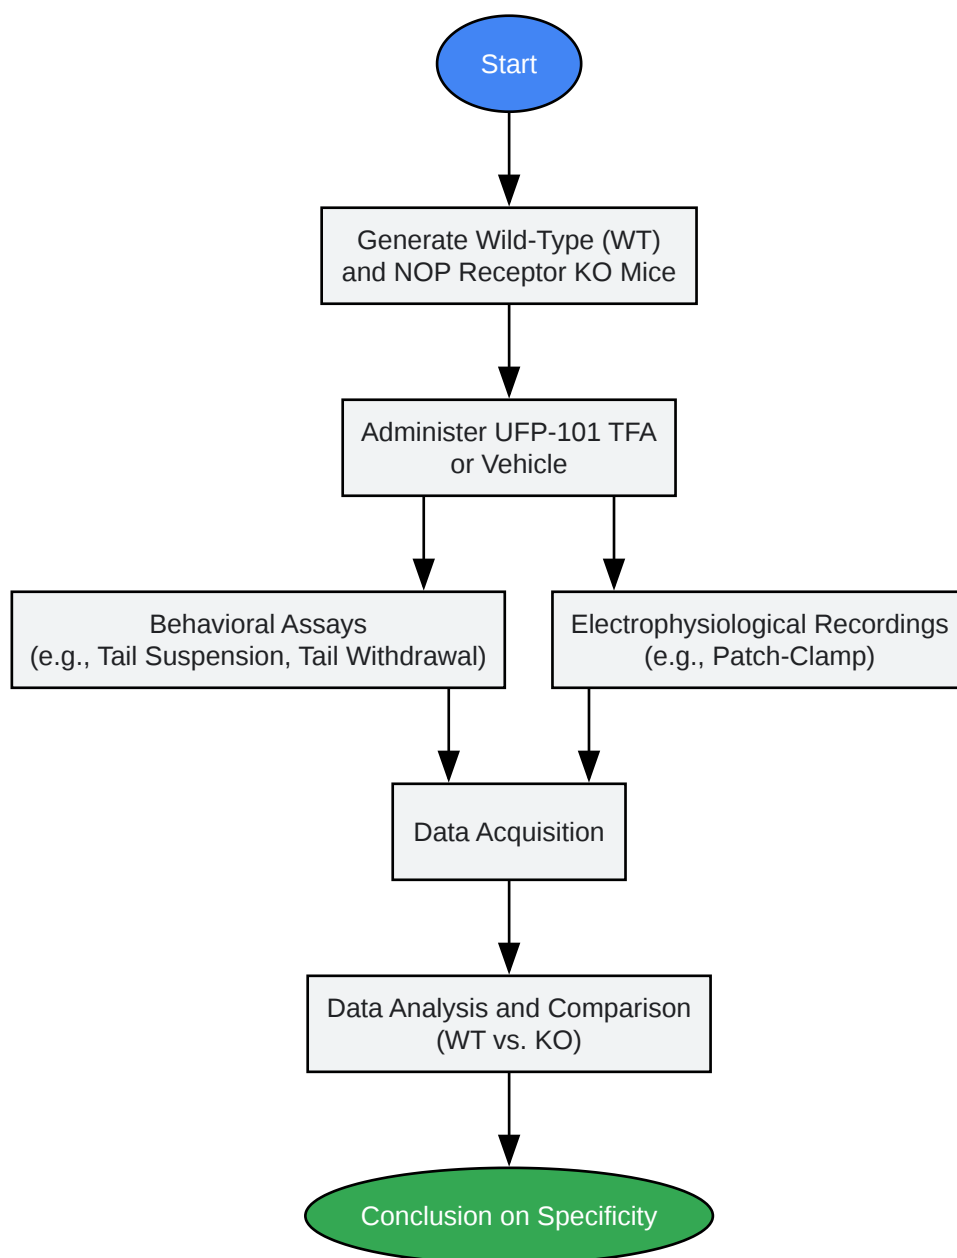 Start
Generate Wild-Type (WT)
and NOP Receptor KO Mice
Administer UFP-101 TFA
or Vehicle
Behavioral Assays
(e.g., Tail Suspension, Tail Withdrawal)
Electrophysiological Recordings
(e.g., Patch-Clamp)
Data Acquisition
Data Analysis and Comparison
(WT vs. KO)
Conclusion on Specificity